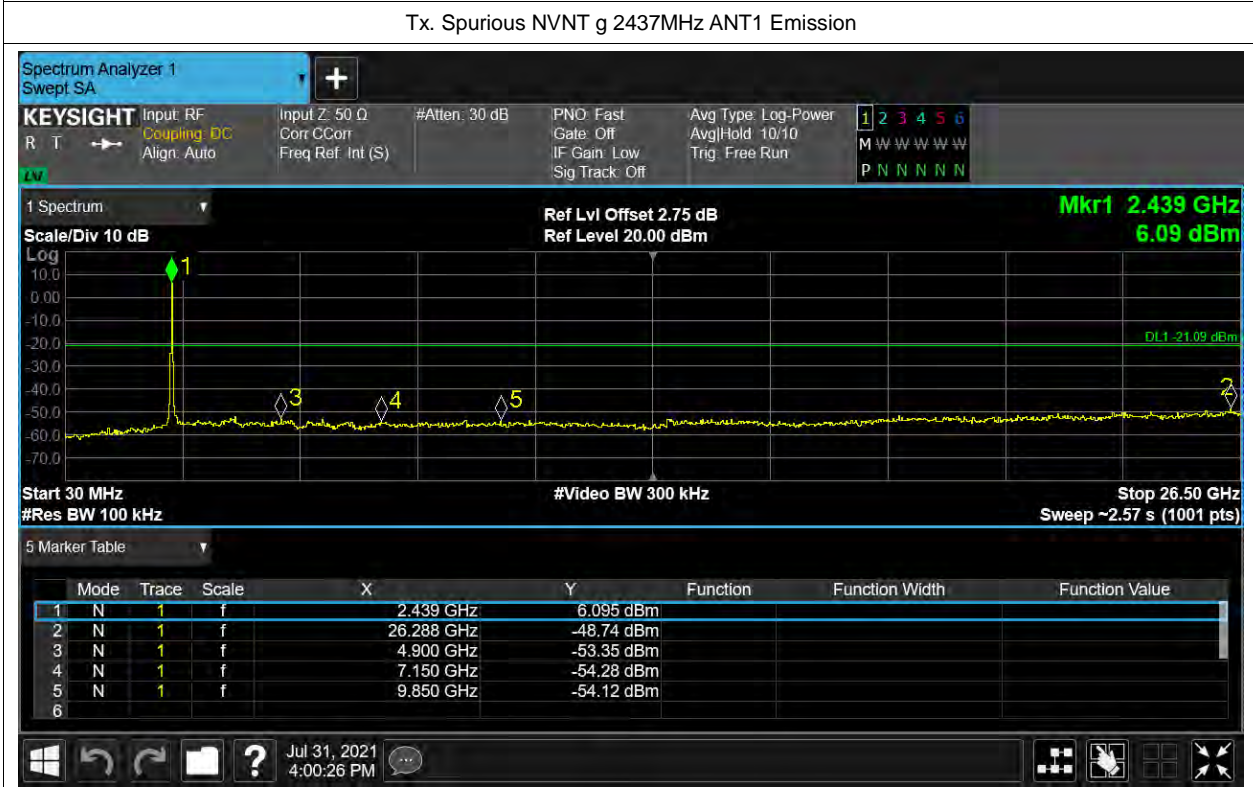 Tx. Spurious NVNT g 2437MHz ANT1 Emission
Spectrum Analyzer 1
Swept SA
+
KEYSIGHT Input: RF Input Z: 50 Ω #Atten: 30 dB PNO: Fast Avg Type: Log-Power 1 2 3 4 5 6
R T Coupling: DC Corr CCorr Gate: Off Avg|Hold: 10/10 M W W W W W
Align: Auto Freq Ref: Int (S) IF Gain: Low Trig: Free Run
Sig Track: Off P N N N N N
1 Spectrum Ref Lvl Offset 2.75 dB Mkr1 2.439 GHz
Scale/Div 10 dB Ref Level 20.00 dBm 6.09 dBm
Log
1
10.0
0.00
-10.0
-20.0 DL1 -21.09 dBm
-30.0
-40.0 2
3 4 5
-50.0
-60.0
-70.0
Start 30 MHz #Video BW 300 kHz Stop 26.50 GHz
#Res BW 100 kHz Sweep ~2.57 s (1001 pts)
5 Marker Table
Mode Trace Scale X Y Function Function Width Function Value
1 N 1 f 2.439 GHz 6.095 dBm
2 N 1 f 26.288 GHz -48.74 dBm
3 N 1 f 4.900 GHz -53.35 dBm
4 N 1 f 7.150 GHz -54.28 dBm
5 N 1 f 9.850 GHz -54.12 dBm
6
? Jul 31, 2021
4:00:26 PM